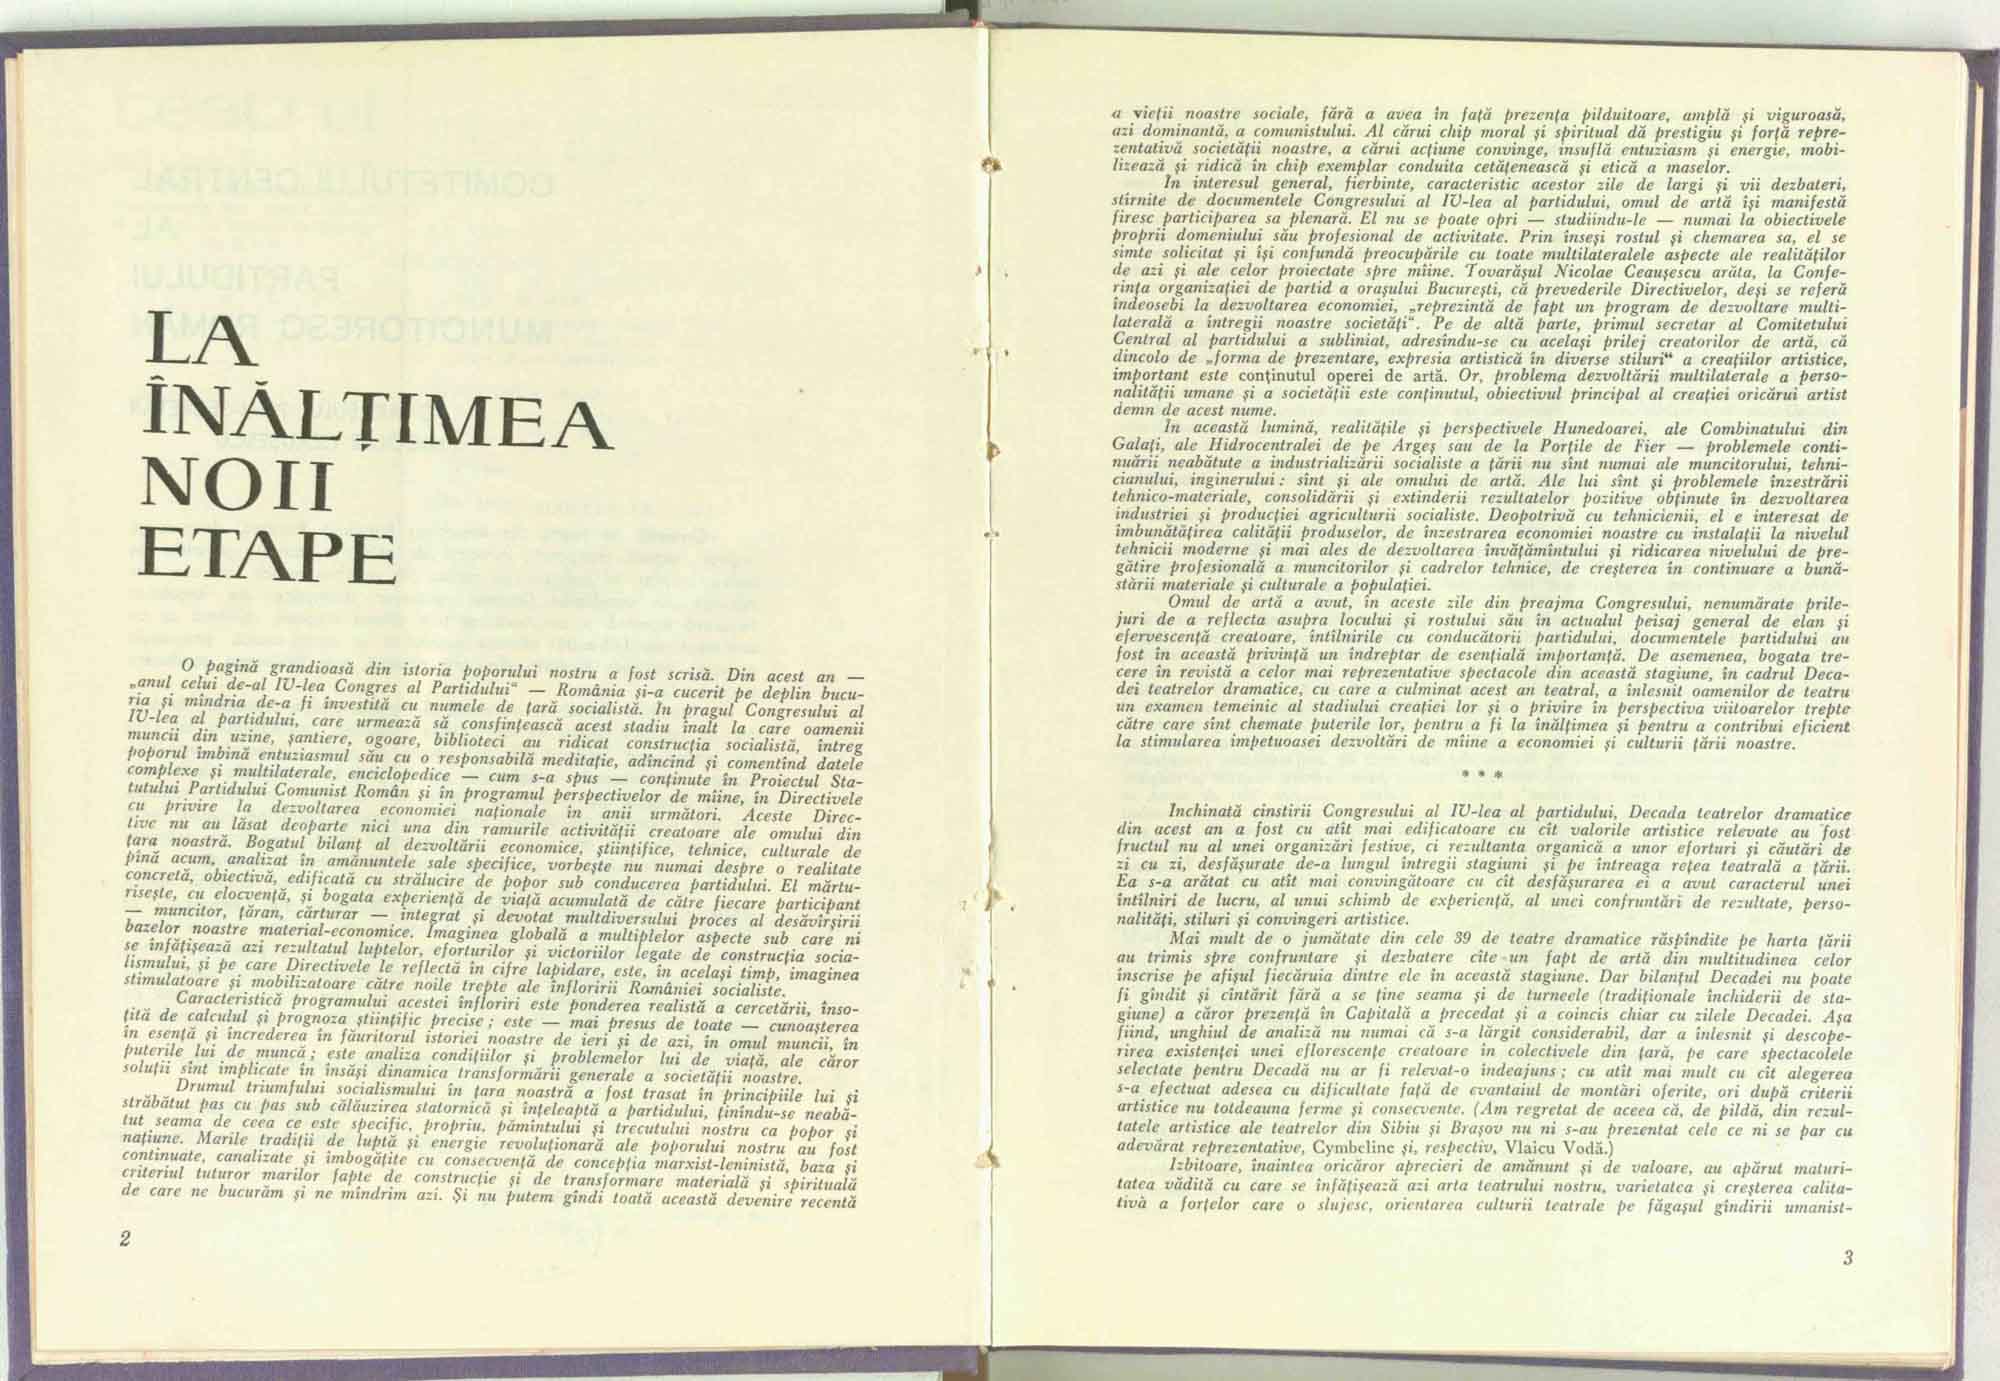 LA
ÎNĂLȚIMEA
NOII
ETAPE
O pagină grandioasă din istoria poporului nostru a fost scrisă. Din acest an —
„anul celui de-al IV-lea Congres al Partidului“ — România și-a cucerit pe deplin bucu-
ria și mîndria de-a fi învestită cu numele de țară socialistă. In pragul Congresului al
IV-lea al partidului, care urmează să consfințească acest stadiu înalt la care oamenii
muncii din uzine, șantiere, ogoare, biblioteci au ridicat construcția socialistă, întreg
poporul îmbină entuziasmul său cu o responsabilă meditație, adîncind și comentînd datele
complexe și multilaterale, enciclopedice — cum s-a spus — conținute în Proiectul Sta-
tutului Partidului Comunist Român și în programul perspectivelor de mîine, în Directivele
cu privire la dezvoltarea economiei naționale în anii următori. Aceste Direc-
tive nu au lăsat deoparte nici una din ramurile activității creatoare ale omului din
țara noastră. Bogatul bilanț al dezvoltării economice, științifice, tehnice, culturale de
pînă acum, analizat în amănuntele sale specifice, vorbește nu numai despre o realitate
concretă, obiectivă, edificată cu strălucire de popor sub conducerea partidului. El mărtu-
risește, cu elocvență, și bogata experiență de viață acumulată de către fiecare participant
— muncitor, țăran, cărturar — integrat și devotat multdiversului proces al desăvîrșirii
bazelor noastre material-economice. Imaginea globală a multiplelor aspecte sub care ni
se înfățișează azi rezultatul luptelor, eforturilor și victoriilor legate de construcția socia-
lismului, și pe care Directivele le reflectă în cifre lapidare, este, în același timp, imaginea
stimulatoare și mobilizatoare către noile trepte ale înfloririi României socialiste.
Caracteristică programului acestei înfloriri este ponderea realistă a cercetării, înso-
țită de calculul și prognoza științific precise ; este — mai presus de toate — cunoașterea
în esență și încrederea în făuritorul istoriei noastre de ieri și de azi, în omul muncii, în
puterile lui de muncă ; este analiza condițiilor și problemelor lui de viață, ale căror
soluții sînt implicate în însăși dinamica transformării generale a societății noastre.
Drumul triumfului socialismului în țara noastră a fost trasat în principiile lui și
străbătut pas cu pas sub călăuzirea statornică și înțeleaptă a partidului, ținîndu-se neabă-
tut seama de ceea ce este specific, propriu, pămîntului și trecutului nostru ca popor și
națiune. Marile tradiții de luptă și energie revoluționară ale poporului nostru au fost
continuate, canalizate și îmbogățite cu consecvență de concepția marxist-leninistă, baza și
criteriul tuturor marilor fapte de construcție și de transformare materială și spirituală
de care ne bucurăm și ne mîndrim azi. Și nu putem gîndi toată această devenire recentă
2
a vieții noastre sociale, fără a avea în față prezența pilduitoare, amplă și viguroasă,
azi dominantă, a comunistului. Al cărui chip moral și spiritual dă prestigiu și forță repre-
zentativă societății noastre, a cărui acțiune convinge, insuflă entuziasm și energie, mobi-
lizează și ridică în chip exemplar conduita cetățenească și etică a maselor.
In interesul general, fierbinte, caracteristic acestor zile de largi și vii dezbateri,
stîrnite de documentele Congresului al IV-lea al partidului, omul de artă își manifestă
firesc participarea sa plenară. El nu se poate opri — studiindu-le — numai la obiectivele
proprii domeniului său profesional de activitate. Prin înseși rostul și chemarea sa, el se
simte solicitat și își confundă preocupările cu toate multilateralele aspecte ale realităților
de azi și ale celor proiectate spre mîine. Tovarășul Nicolae Ceaușescu arăta, la Confe-
rința organizației de partid a orașului București, că prevederile Directivelor, deși se referă
îndeosebi la dezvoltarea economiei, „reprezintă de fapt un program de dezvoltare multi-
laterală a întregii noastre societăți“. Pe de altă parte, primul secretar al Comitetului
Central al partidului a subliniat, adresîndu-se cu același prilej creatorilor de artă, că
dincolo de „forma de prezentare, expresia artistică în diverse stiluri“ a creațiilor artistice,
important este conținutul operei de artă. Or, problema dezvoltării multilaterale a perso-
nalității umane și a societății este conținutul, obiectivul principal al creației oricărui artist
demn de acest nume.
In această lumină, realitățile și perspectivele Hunedoarei, ale Combinatului din
Galați, ale Hidrocentralei de pe Argeș sau de la Porțile de Fier — problemele conti-
nuării neabătute a industrializării socialiste a țării nu sînt numai ale muncitorului, tehni-
cianului, inginerului : sînt și ale omului de artă. Ale lui sînt și problemele înzestrării
tehnico-materiale, consolidării și extinderii rezultatelor pozitive obținute în dezvoltarea
industriei și producției agriculturii socialiste. Deopotrivă cu tehnicienii, el e interesat de
îmbunătățirea calității produselor, de înzestrarea economiei noastre cu instalații la nivelul
tehnicii moderne și mai ales de dezvoltarea învățămîntului și ridicarea nivelului de pre-
gătire profesională a muncitorilor și cadrelor tehnice, de creșterea în continuare a bună-
stării materiale și culturale a populației.
Omul de artă a avut, în aceste zile din preajma Congresului, nenumărate prile-
juri de a reflecta asupra locului și rostului său în actualul peisaj general de elan și
efervescență creatoare, întîlnirile cu conducătorii partidului, documentele partidului au
fost în această privință un îndreptar de esențială importanță. De asemenea, bogata tre-
cere în revistă a celor mai reprezentative spectacole din această stagiune, în cadrul Deca-
dei teatrelor dramatice, cu care a culminat acest an teatral, a înlesnit oamenilor de teatru
un examen temeinic al stadiului creației lor și o privire în perspectiva viitoarelor trepte
către care sînt chemate puterile lor, pentru a fi la înălțimea și pentru a contribui eficient
la stimularea impetuoasei dezvoltări de mîine a economiei și culturii țării noastre.
* * *
Inchinată cinstirii Congresului al IV-lea al partidului, Decada teatrelor dramatice
din acest an a fost cu atît mai edificatoare cu cît valorile artistice relevate au fost
fructul nu al unei organizări festive, ci rezultanta organică a unor eforturi și căutări de
zi cu zi, desfășurate de-a lungul întregii stagiuni și pe întreaga rețea teatrală a țării.
Ea s-a arătat cu atît mai convingătoare cu cît desfășurarea ei a avut caracterul unei
întîlniri de lucru, al unui schimb de experiență, al unei confruntări de rezultate, perso-
nalități, stiluri și convingeri artistice.
Mai mult de o jumătate din cele 39 de teatre dramatice răspîndite pe harta țării
au trimis spre confruntare și dezbatere cîte un fapt de artă din multitudinea celor
înscrise pe afișul fiecăruia dintre ele în această stagiune. Dar bilanțul Decadei nu poate
fi gîndit și cîntărit fără a se ține seama și de turneele (tradiționale închiderii de sta-
giune) a căror prezență în Capitală a precedat și a coincis chiar cu zilele Decadei. Așa
fiind, unghiul de analiză nu numai că s-a lărgit considerabil, dar a înlesnit și descope-
rirea existenței unei eflorescențe creatoare în colectivele din țară, pe care spectacolele
selectate pentru Decadă nu ar fi relevat-o îndeajuns ; cu atît mai mult cu cît alegerea
s-a efectuat adesea cu dificultate față de evantaiul de montări oferite, ori după criterii
artistice nu totdeauna ferme și consecvente. (Am regretat de aceea că, de pildă, din rezul-
tatele artistice ale teatrelor din Sibiu și Brașov nu ni s-au prezentat cele ce ni se par cu
adevărat reprezentative, Cymbeline și, respectiv, Vlaicu Vodă.)
Izbitoare, înaintea oricăror aprecieri de amănunt și de valoare, au apărut maturi-
tatea vădită cu care se înfățișează azi arta teatrului nostru, varietatea și creșterea calita-
tivă a forțelor care o slujesc, orientarea culturii teatrale pe făgașul gîndirii umanist-
3